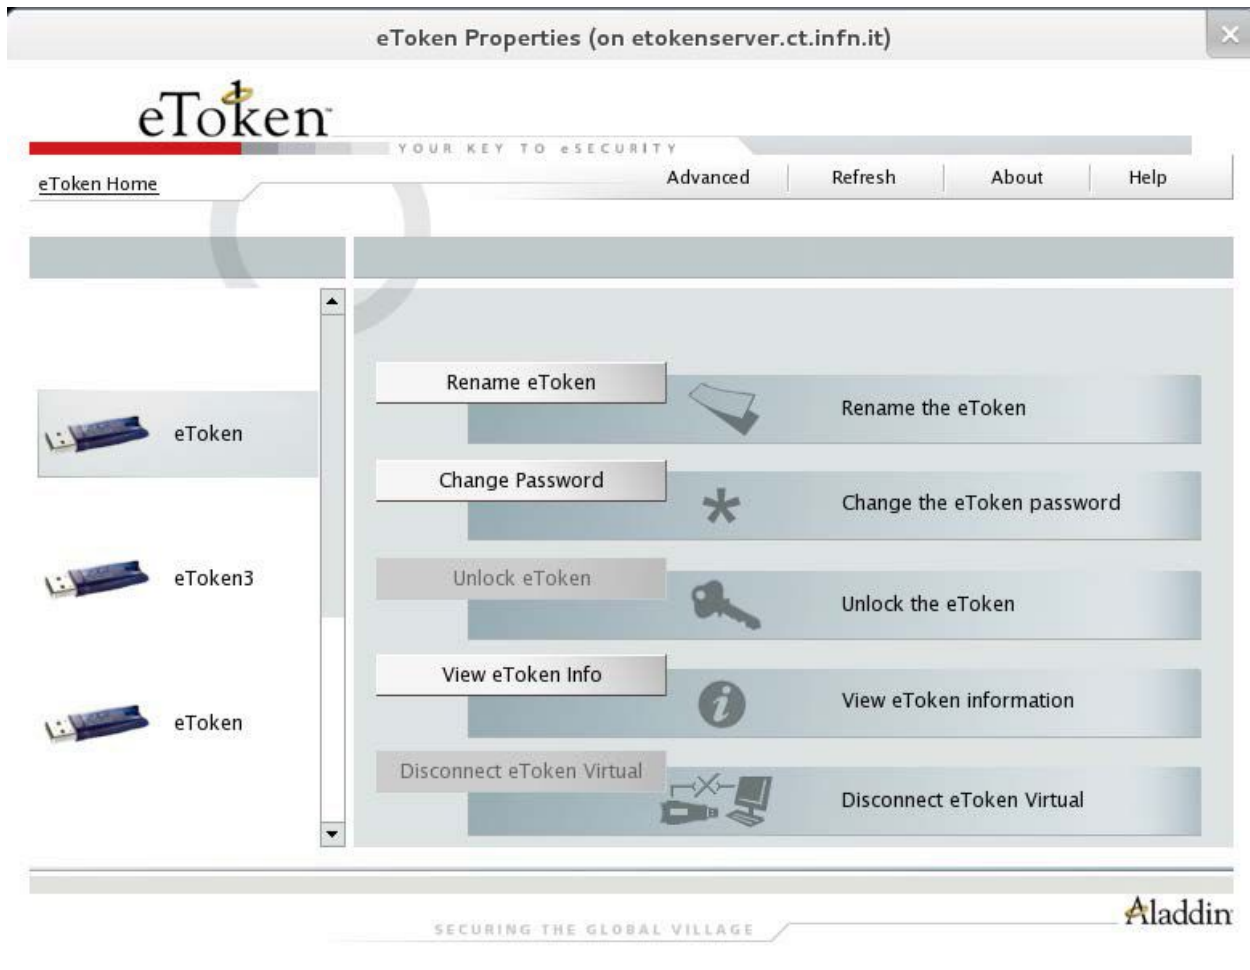 eToken Properties (on etokenserver.ct.infn.it)
eToken™
YOUR KEY TO eSECURITY
eToken Home
Advanced
Refresh
About
Help
eToken
eToken3
eToken
Rename eToken
Rename the eToken
Change Password
Change the eToken password
Unlock eToken
Unlock the eToken
View eToken Info
View eToken information
Disconnect eToken Virtual
Disconnect eToken Virtual
SECURING THE GLOBAL VILLAGE
Aladdin